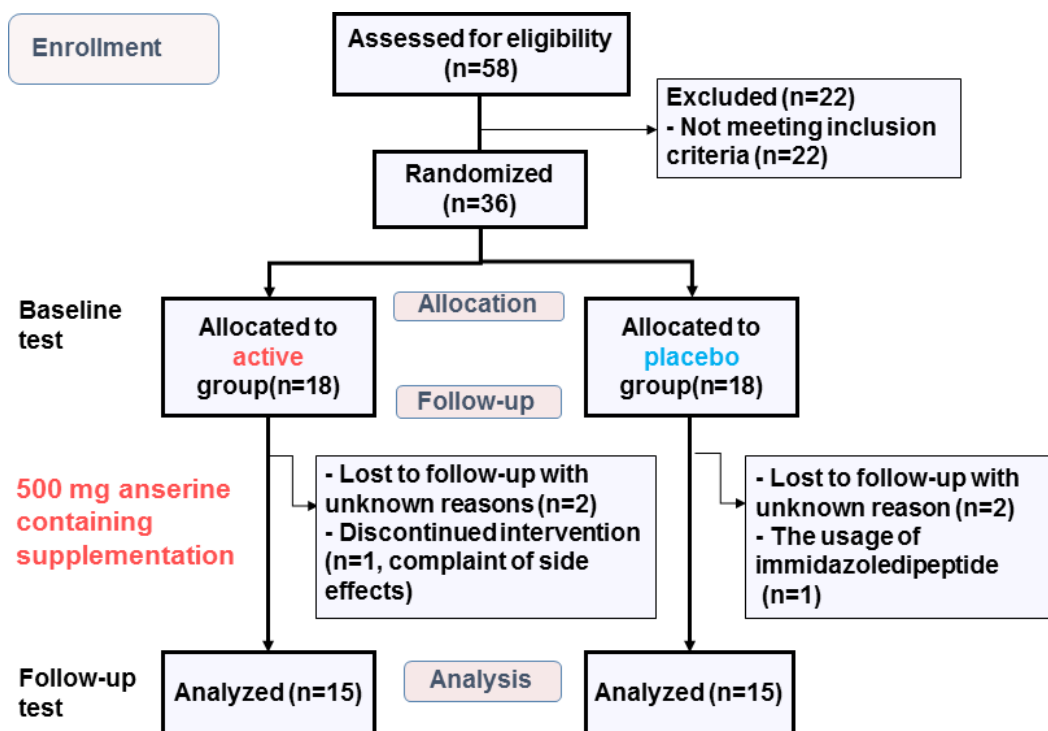 Enrollment
Assessed for eligibility
(n=58)
Excluded (n=22)
- Not meeting inclusion
criteria (n=22)
Randomized
(n=36)
Baseline
test
Allocated to
active
group(n=18)
Allocation
Allocated to
placebo
group(n=18)
Follow-up
500 mg anserine
containing
supplementation
- Lost to follow-up with
unknown reasons (n=2)
- Discontinued intervention
(n=1, complaint of side
effects)
- Lost to follow-up with
unknown reason (n=2)
- The usage of
immidazoledipeptide
(n=1)
Follow-up
test
Analyzed (n=15)
Analysis
Analyzed (n=15)